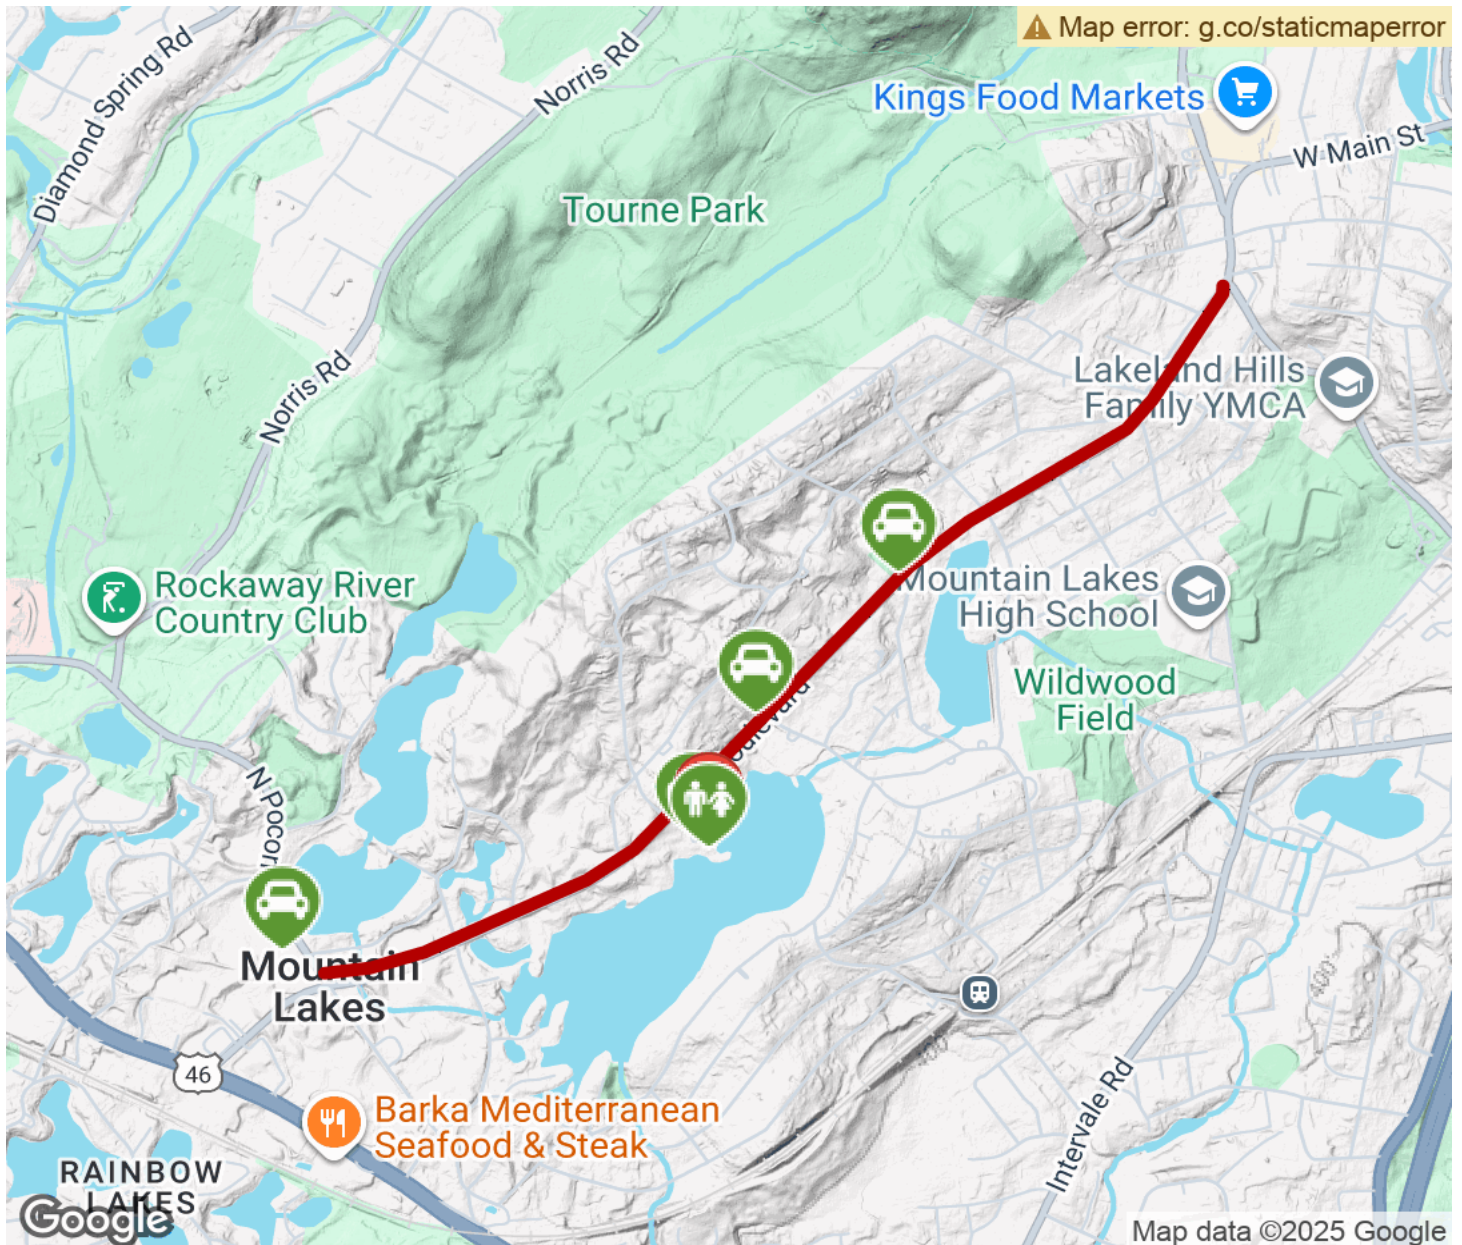 Map error: g.co/staticmaperror
Diamond Spring Rd
Norris Rd
Kings Food Markets
W Main St
Tourne Park
Norris Rd
Lakeland Hills
Family YMCA
Rockaway River
Country Club
Mountain Lakes
High School
Wildwood
Field
oulevard
N Pocon
Mountain
Lakes
46
Barka Mediterranean
Seafood & Steak
Intervale Rd
RAINBOW
LAKES
Google
Map data ©2025 Google